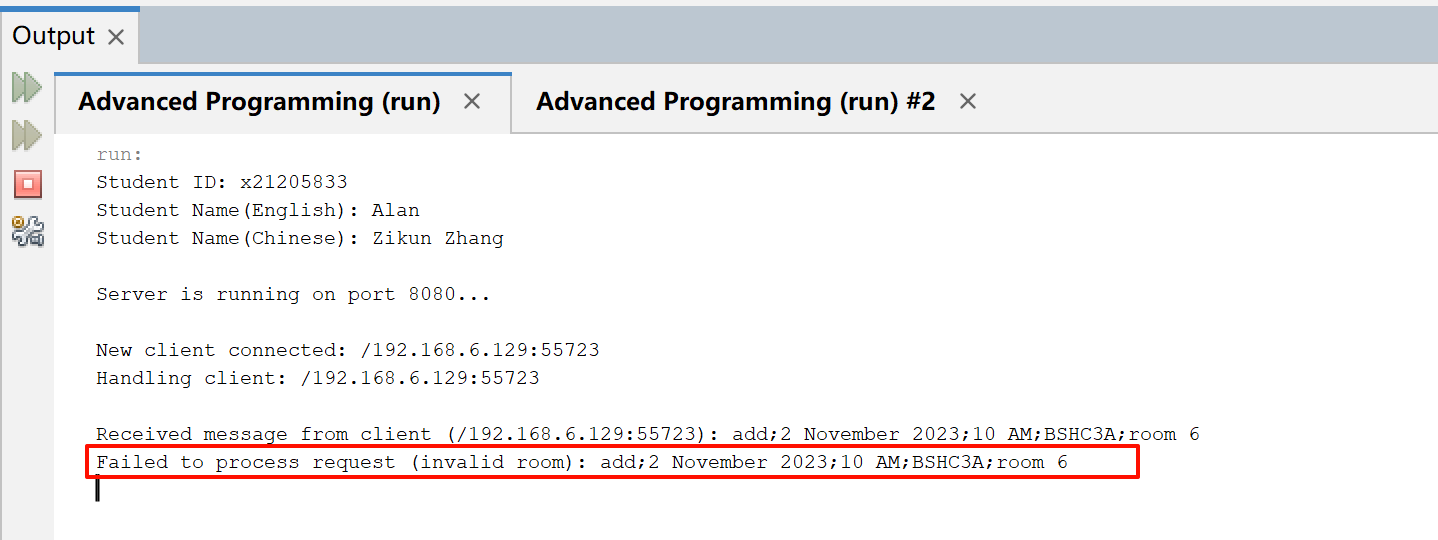 Output
Advanced Programming (run)
Advanced Programming (run) #2
run:
Student ID: x21205833
Student Name(English): Alan
Student Name(Chinese): Zikun Zhang
Server is running on port 8080...
New client connected: /192.168.6.129:55723
Handling client: /192.168.6.129:55723
Received message from client (/192.168.6.129:55723): add;2 November 2023;10 AM;BSHC3A;room 6
Failed to process request (invalid room): add;2 November 2023;10 AM;BSHC3A;room 6